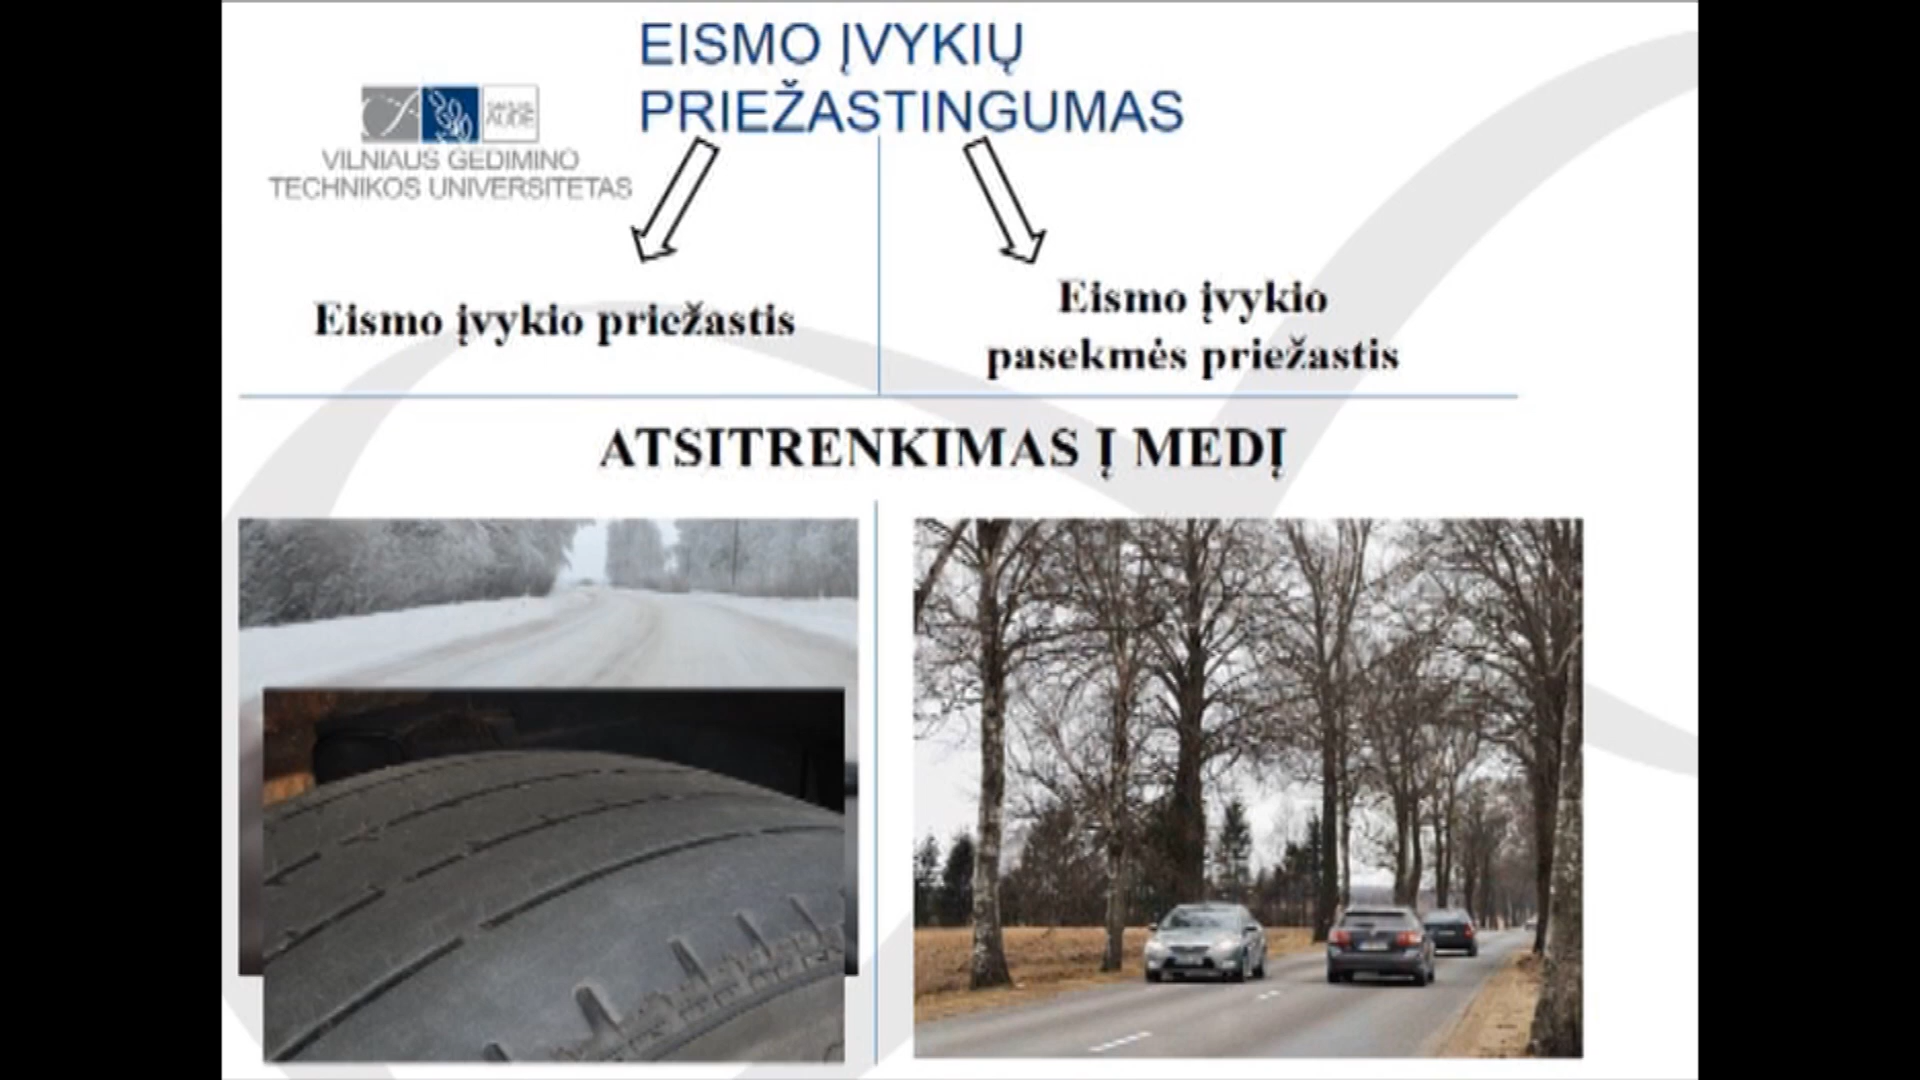 EISMO ĮVYKIŲ
PRIEŽASTINGUMAS
VILNIAUS GEDIMINO
TECHNIKOS UNIVERSITETAS
Eismo įvykio priežastis
Eismo įvykio
pasekmės priežastis
ATSITRENKIMAS Į MEDĮ